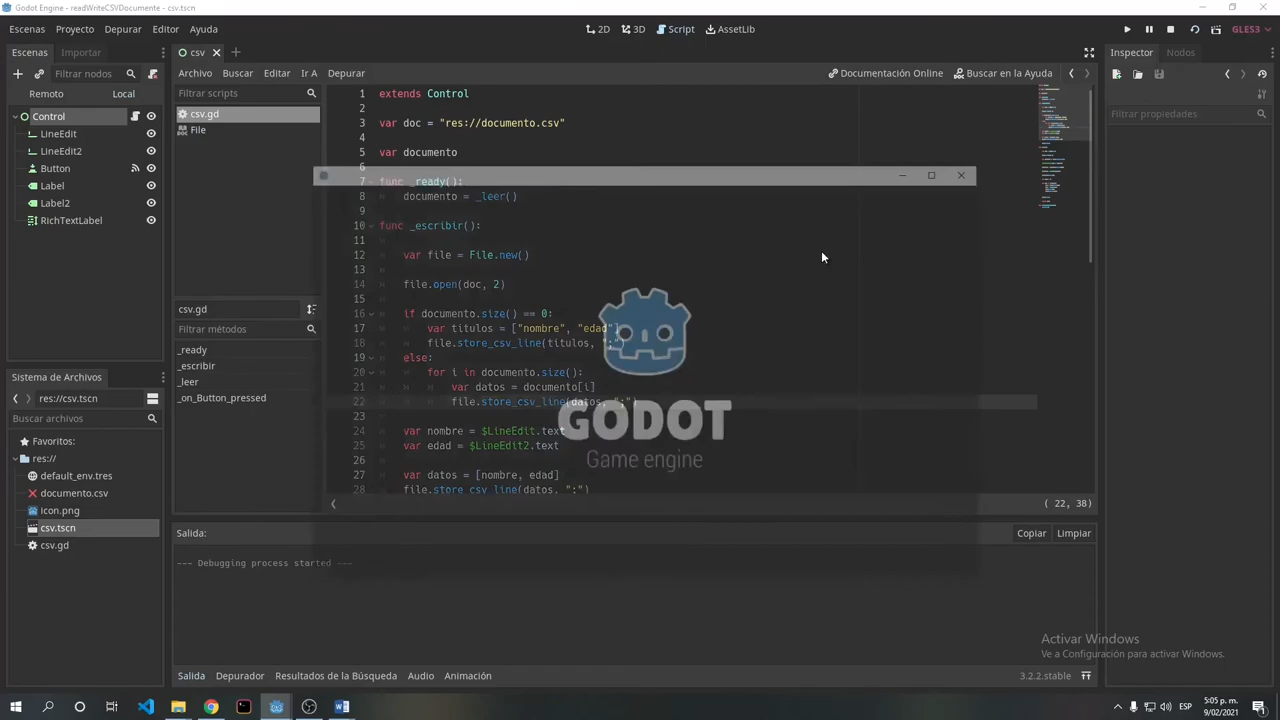 Godot Engine - readWriteCSVDocumente - csv.tscn
Escenas Proyecto Depurar Editor Ayuda
2D 3D Script AssetLib
GLES3
Escenas Importar
csv
Inspector Nodos
Filtrar nodos
Archivo Buscar Editar Ir A Depurar
Documentación Online Buscar en la Ayuda
Remoto Local
Filtrar scripts
Filtrar propiedades
Control
LineEdit
LineEdit2
Button
Label
Label2
RichTextLabel
csv.gd
File
csv.gd
Filtrar métodos
_ready
_escribir
_leer
_on_Button_pressed
1 extends Control
2
3 var doc = "res://documento.csv"
4
5 var documento
6
7 func _ready():
8 documento = _leer()
9
10 func _escribir():
11
12 var file = File.new()
13
14 file.open(doc, 2)
15
16 if documento.size() == 0:
17 var titulos = ["nombre", "edad"]
18 file.store_csv_line(titulos, ";")
19 else:
20 for i in documento.size():
21 var datos = documento[i]
22 file.store_csv_line(datos, ";")
23
24 var nombre = $LineEdit.text
25 var edad = $LineEdit2.text
26
27 var datos = [nombre, edad]
28 file.store_csv_line(datos, ";")
GODOT
Game engine
( 22, 38)
Sistema de Archivos
res://csv.tscn
Buscar archivos
Favoritos:
res://
default_env.tres
documento.csv
icon.png
csv.tscn
csv.gd
Salida:
Copiar Limpiar
--- Debugging process started ---
Activar Windows
Ve a Configuración para activar Windows.
Salida Depurador Resultados de la Búsqueda Audio Animación
3.2.2.stable
ESP
5:05 p. m.
9/02/2021
1